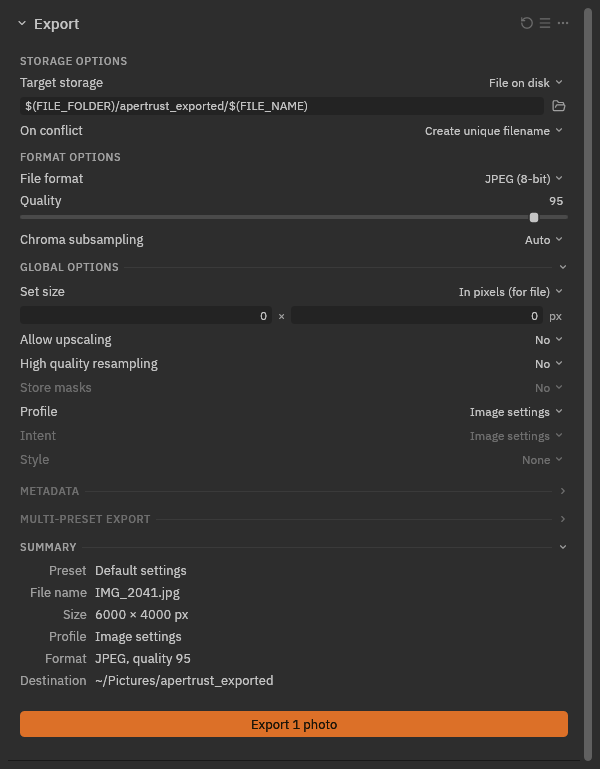 Export
STORAGE OPTIONS
Target storage File on disk
$(FILE_FOLDER)/apertrust_exported/$(FILE_NAME)
On conflict Create unique filename
FORMAT OPTIONS
File format JPEG (8-bit)
Quality 95
Chroma subsampling Auto
GLOBAL OPTIONS
Set size In pixels (for file)
0 × 0 px
Allow upscaling No
High quality resampling No
Store masks No
Profile Image settings
Intent Image settings
Style None
METADATA
MULTI-PRESET EXPORT
SUMMARY
Preset Default settings
File name IMG_2041.jpg
Size 6000 × 4000 px
Profile Image settings
Format JPEG, quality 95
Destination ~/Pictures/apertrust_exported
Export 1 photo